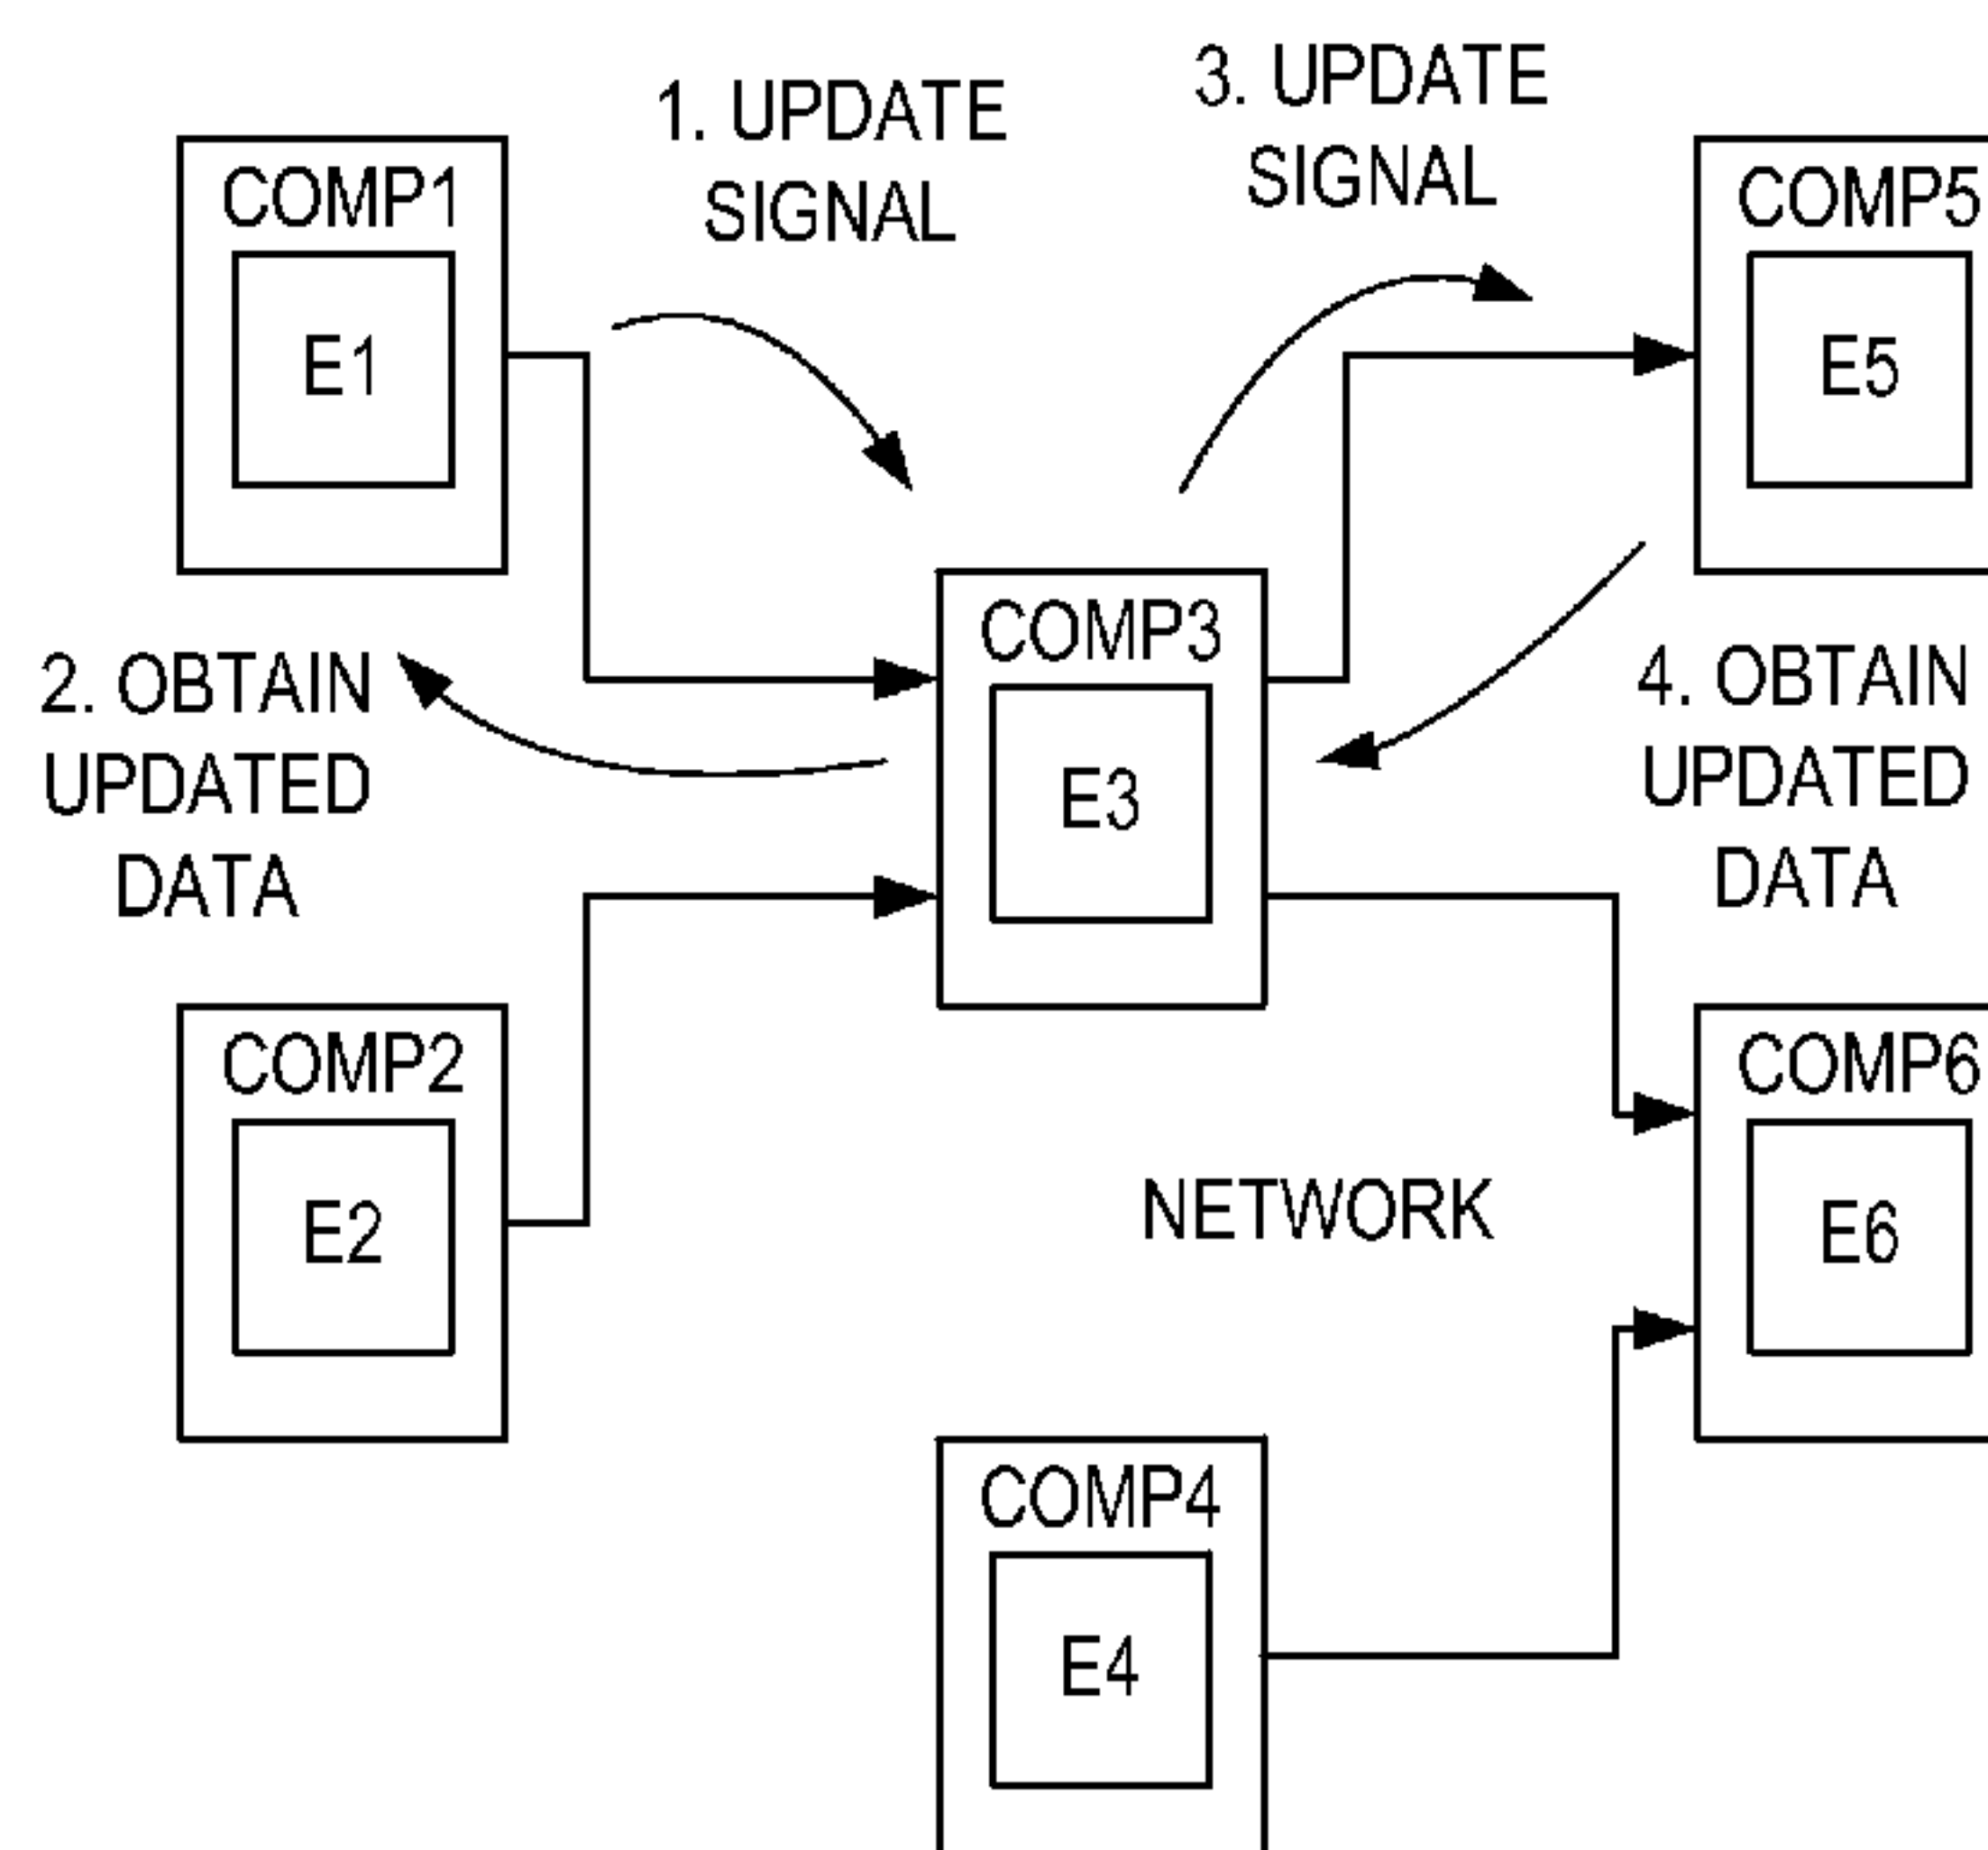 1. UPDATE
SIGNAL
3. UPDATE
SIGNAL
COMP1
E1
COMP5
E5
2. OBTAIN
UPDATED
DATA
COMP3
E3
4. OBTAIN
UPDATED
DATA
COMP2
E2
NETWORK
COMP6
E6
COMP4
E4